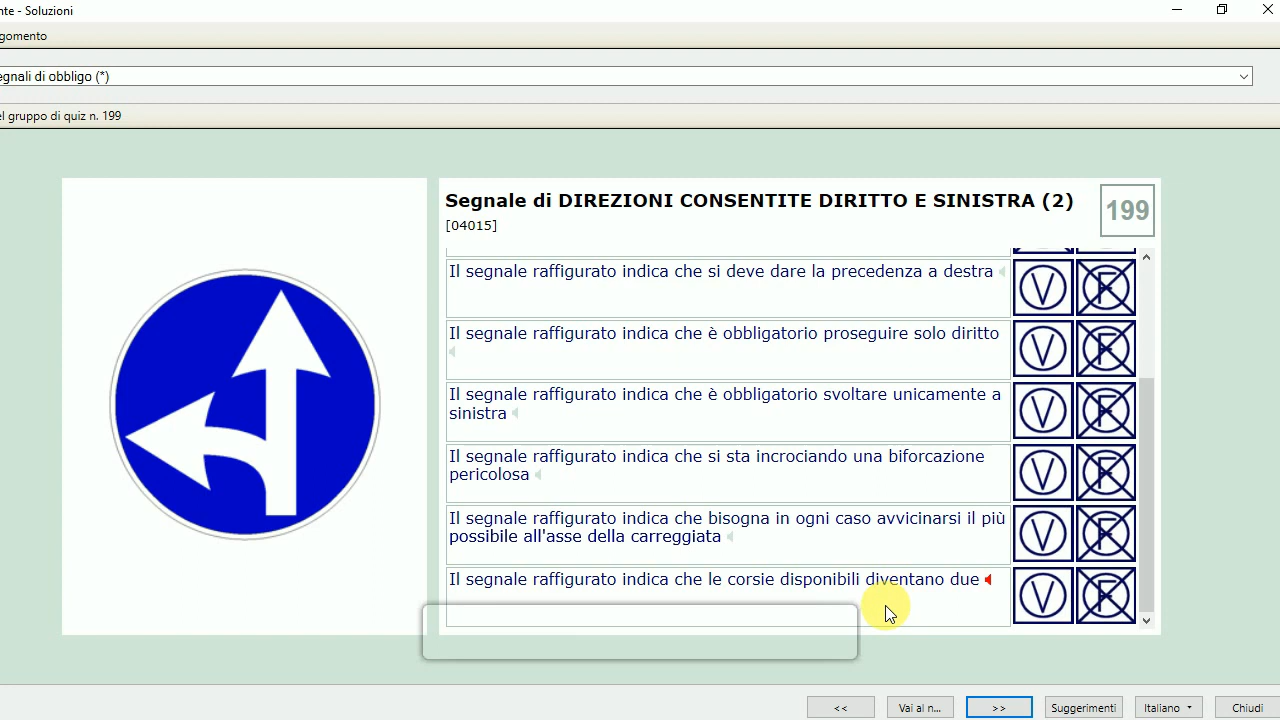 nte - Soluzioni
gomento
egnali di obbligo (*)
el gruppo di quiz n. 199
Segnale di DIREZIONI CONSENTITE DIRITTO E SINISTRA (2)
199
[04015]
Il segnale raffigurato indica che si deve dare la precedenza a destra
V F
Il segnale raffigurato indica che è obbligatorio proseguire solo diritto
V F
Il segnale raffigurato indica che è obbligatorio svoltare unicamente a
sinistra
V F
Il segnale raffigurato indica che si sta incrociando una biforcazione
pericolosa
V F
Il segnale raffigurato indica che bisogna in ogni caso avvicinarsi il più
possibile all'asse della carreggiata
V F
Il segnale raffigurato indica che le corsie disponibili diventano due
V F
<< Vai al n... >> Suggerimenti Italiano Chiudi